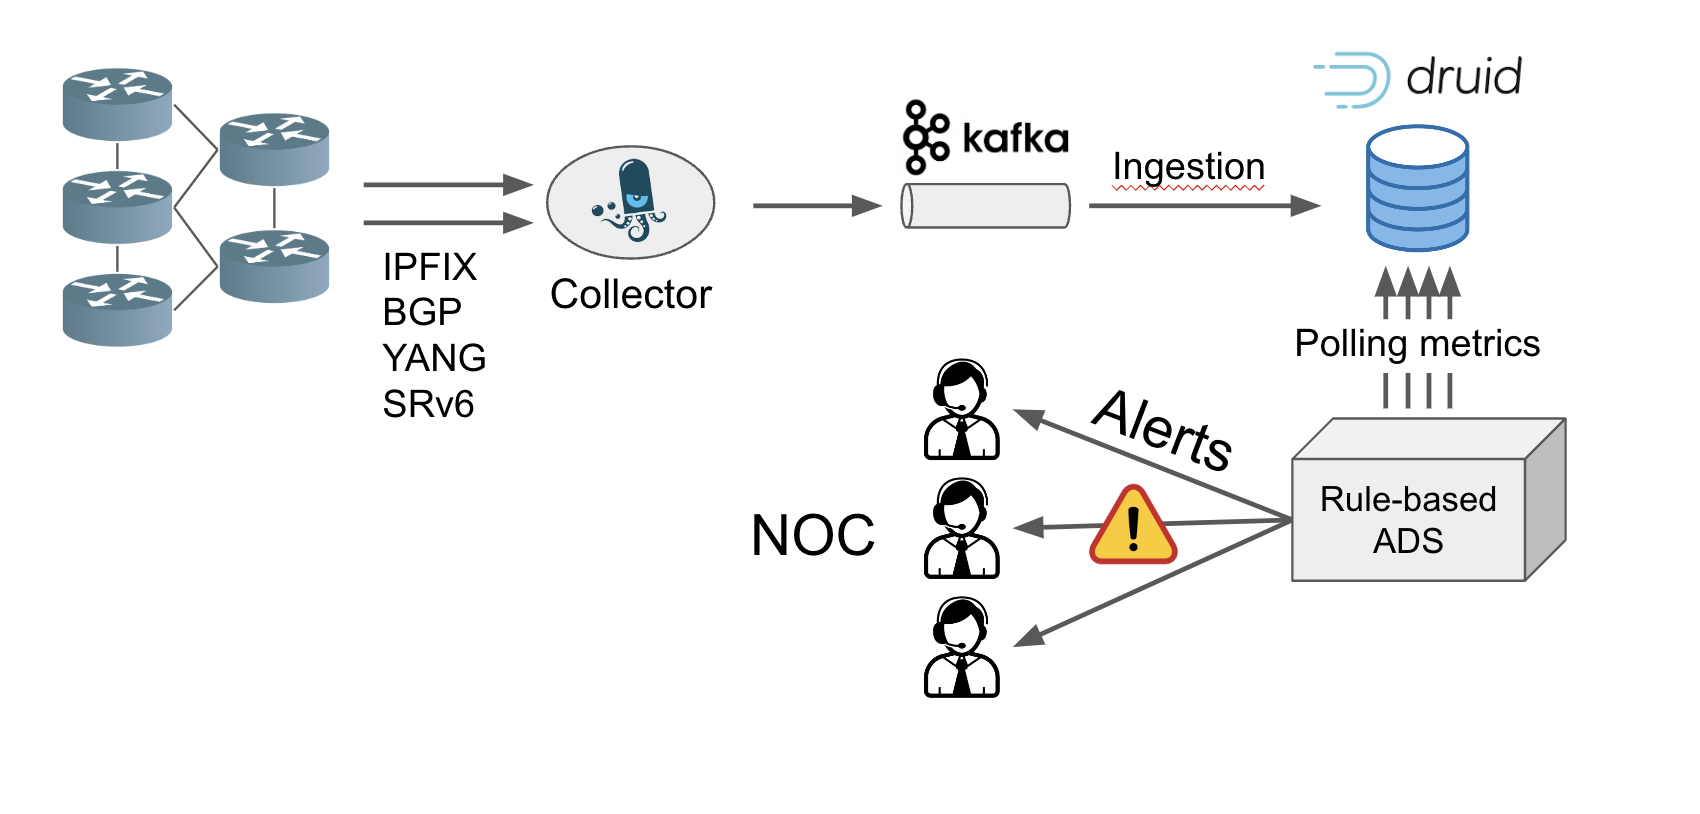 druid
kafka
Ingestion
IPFIX
BGP
YANG
SRv6
Collector
Polling metrics
Alerts
NOC
Rule-based
ADS